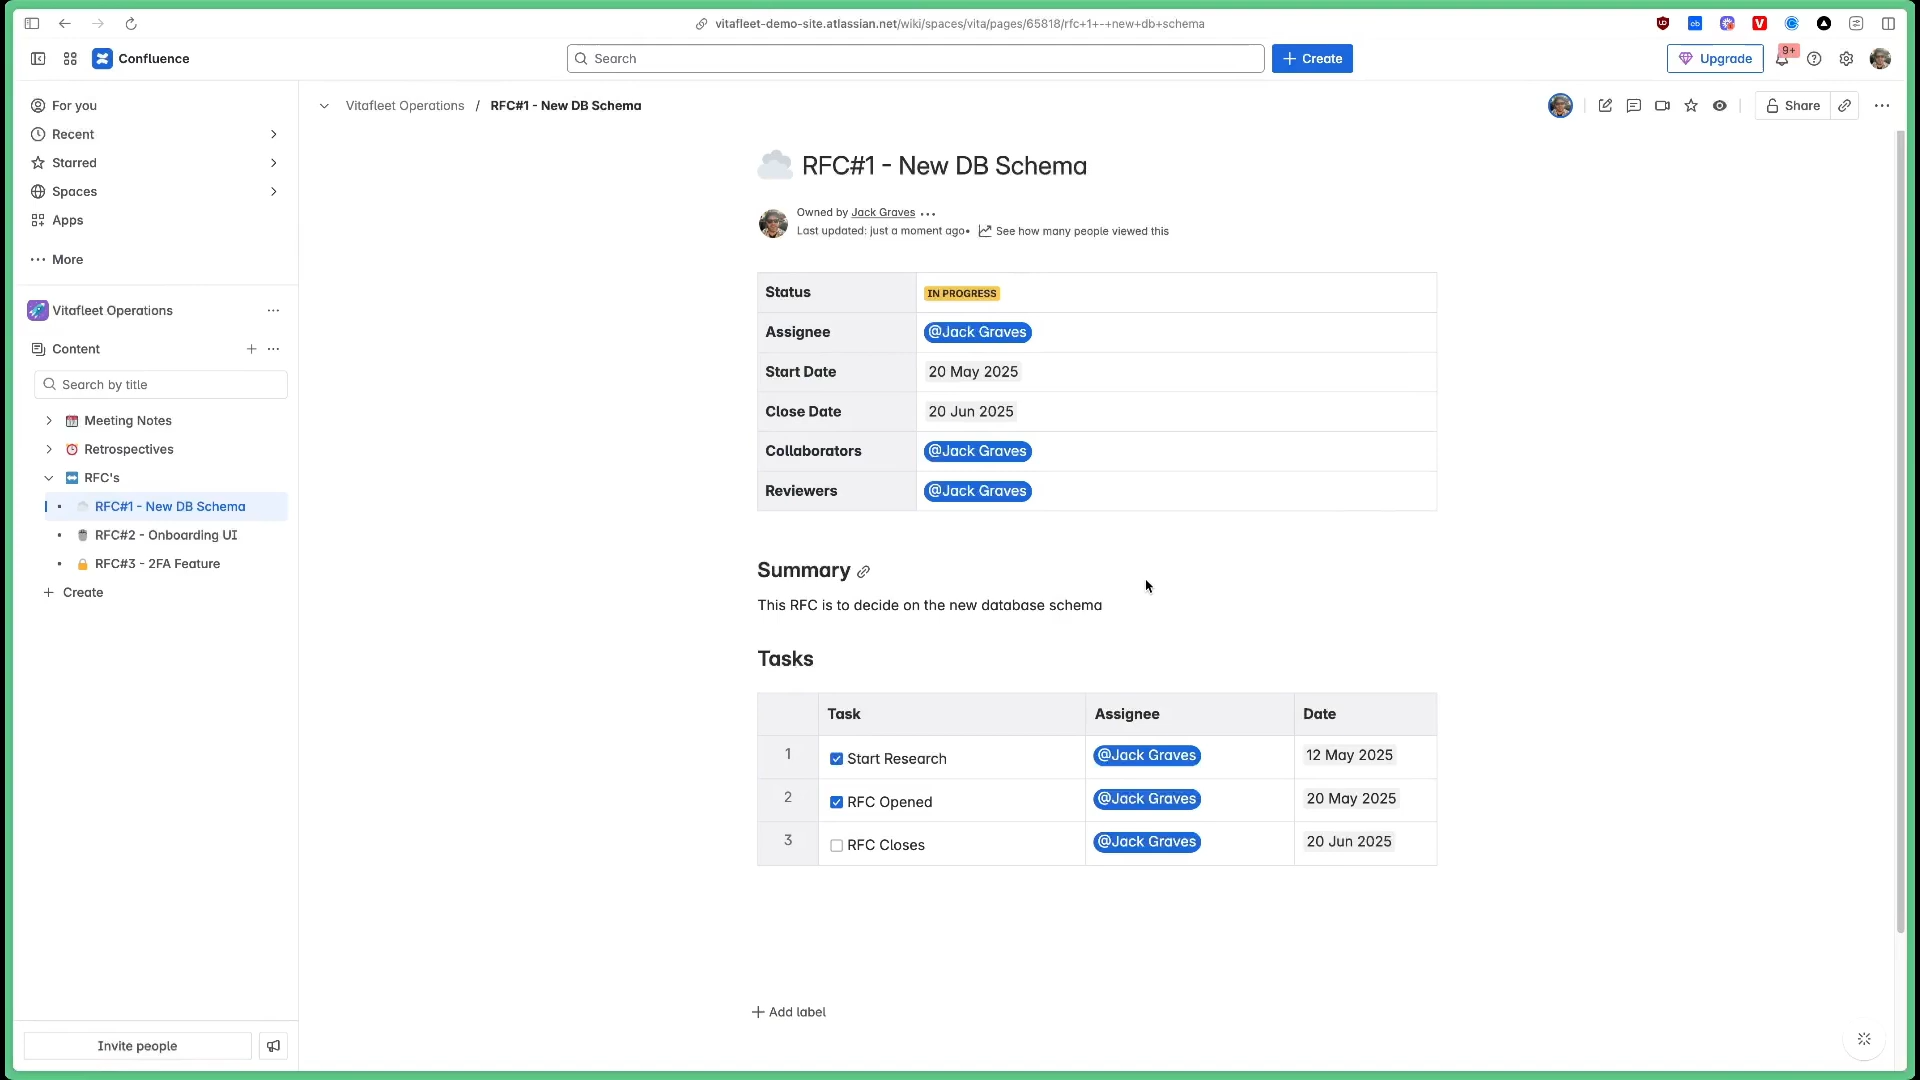 vitafleet-demo-site.atlassian.net/wiki/spaces/vita/pages/65818/rfc+1+-+new+db+schema
Confluence
Search
+ Create
Upgrade
9+
For you
Recent
Starred
Spaces
Apps
More
Vitafleet Operations
Content
Search by title
Meeting Notes
Retrospectives
RFC's
RFC#1 - New DB Schema
RFC#2 - Onboarding UI
RFC#3 - 2FA Feature
+ Create
Invite people
Vitafleet Operations / RFC#1 - New DB Schema
Share
RFC#1 - New DB Schema
Owned by Jack Graves
Last updated: just a moment ago• See how many people viewed this
Status IN PROGRESS
Assignee @Jack Graves
Start Date 20 May 2025
Close Date 20 Jun 2025
Collaborators @Jack Graves
Reviewers @Jack Graves
Summary
This RFC is to decide on the new database schema
Tasks
Task Assignee Date
1 Start Research @Jack Graves 12 May 2025
2 RFC Opened @Jack Graves 20 May 2025
3 RFC Closes @Jack Graves 20 Jun 2025
+ Add label